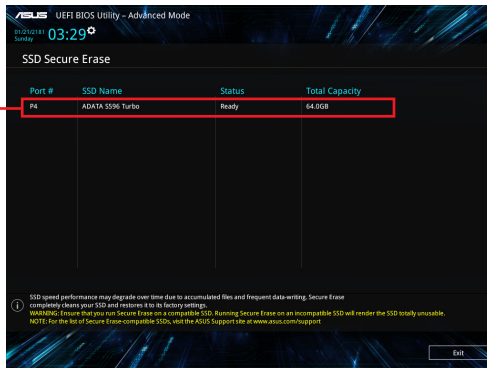 ASUS UEFI BIOS Utility – Advanced Mode
01/21/2181
Sunday
03:29
SSD Secure Erase
Port # SSD Name Status Total Capacity
P4 ADATA S596 Turbo Ready 64.0GB
SSD speed performance may degrade over time due to accumulated files and frequent data-writing. Secure Erase
completely cleans your SSD and restores it to its factory settings.
WARNING: Ensure that you run Secure Erase on a compatible SSD. Running Secure Erase on an incompatible SSD will render the SSD totally unusable.
NOTE: For the list of Secure Erase-compatible SSDs, visit the ASUS Support site at www.asus.com/support
Exit